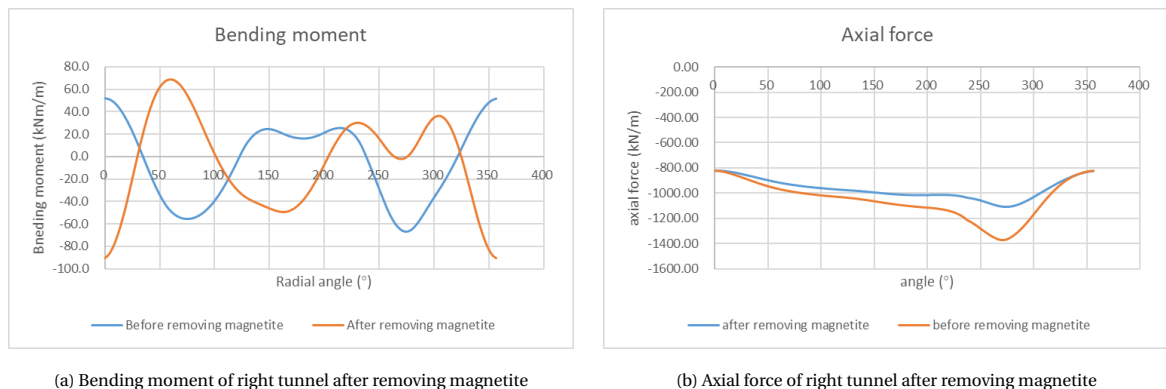 Bending moment
80.0
60.0
40.0
20.0
0.0
-20.0
-40.0
-60.0
-80.0
-100.0
Bneding moment (kNm/m)
0 50 100 150 200 250 300 350 400
Radial angle (°)
Before removing magnetite After removing magnetite
(a) Bending moment of right tunnel after removing magnetite
Axial force
0.00
-200.00
-400.00
-600.00
-800.00
-1000.00
-1200.00
-1400.00
-1600.00
axial force (kN/m)
0 50 100 150 200 250 300 350 400
angle (°)
after removing magnetite before removing magnetite
(b) Axial force of right tunnel after removing magnetite